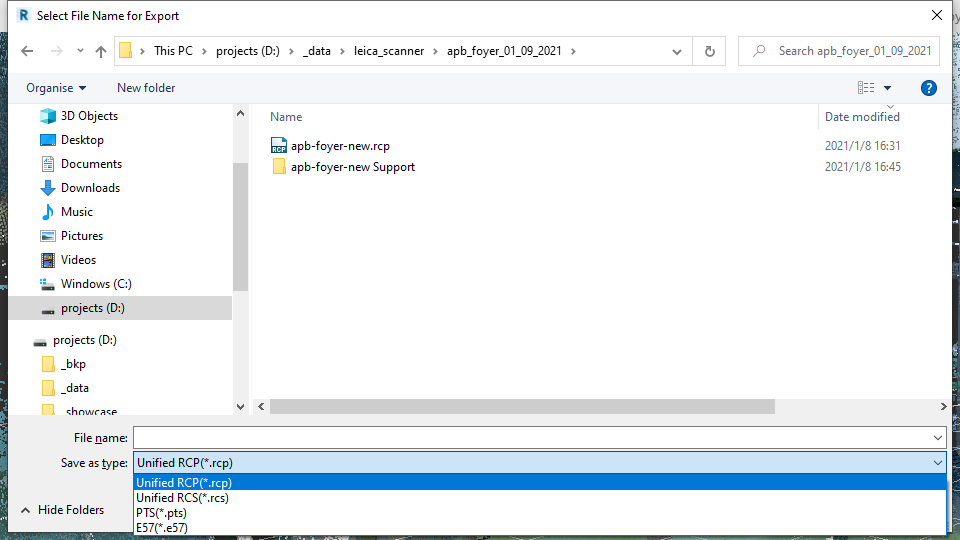 R Select File Name for Export
This PC > projects (D:) > _data > leica_scanner > apb_foyer_01_09_2021 >
Search apb_foyer_01_09_2021
Organise New folder ?
3D Objects
Desktop
Documents
Downloads
Music
Pictures
Videos
Windows (C:)
projects (D:)
projects (D:)
_bkp
_data
_showcase
Name Date modified
RCP apb-foyer-new.rcp 2021/1/8 16:31
apb-foyer-new Support 2021/1/8 16:45
File name:
Save as type: Unified RCP(*.rcp)
Unified RCP(*.rcp)
Unified RCS(*.rcs)
PTS(*.pts)
E57(*.e57)
Hide Folders